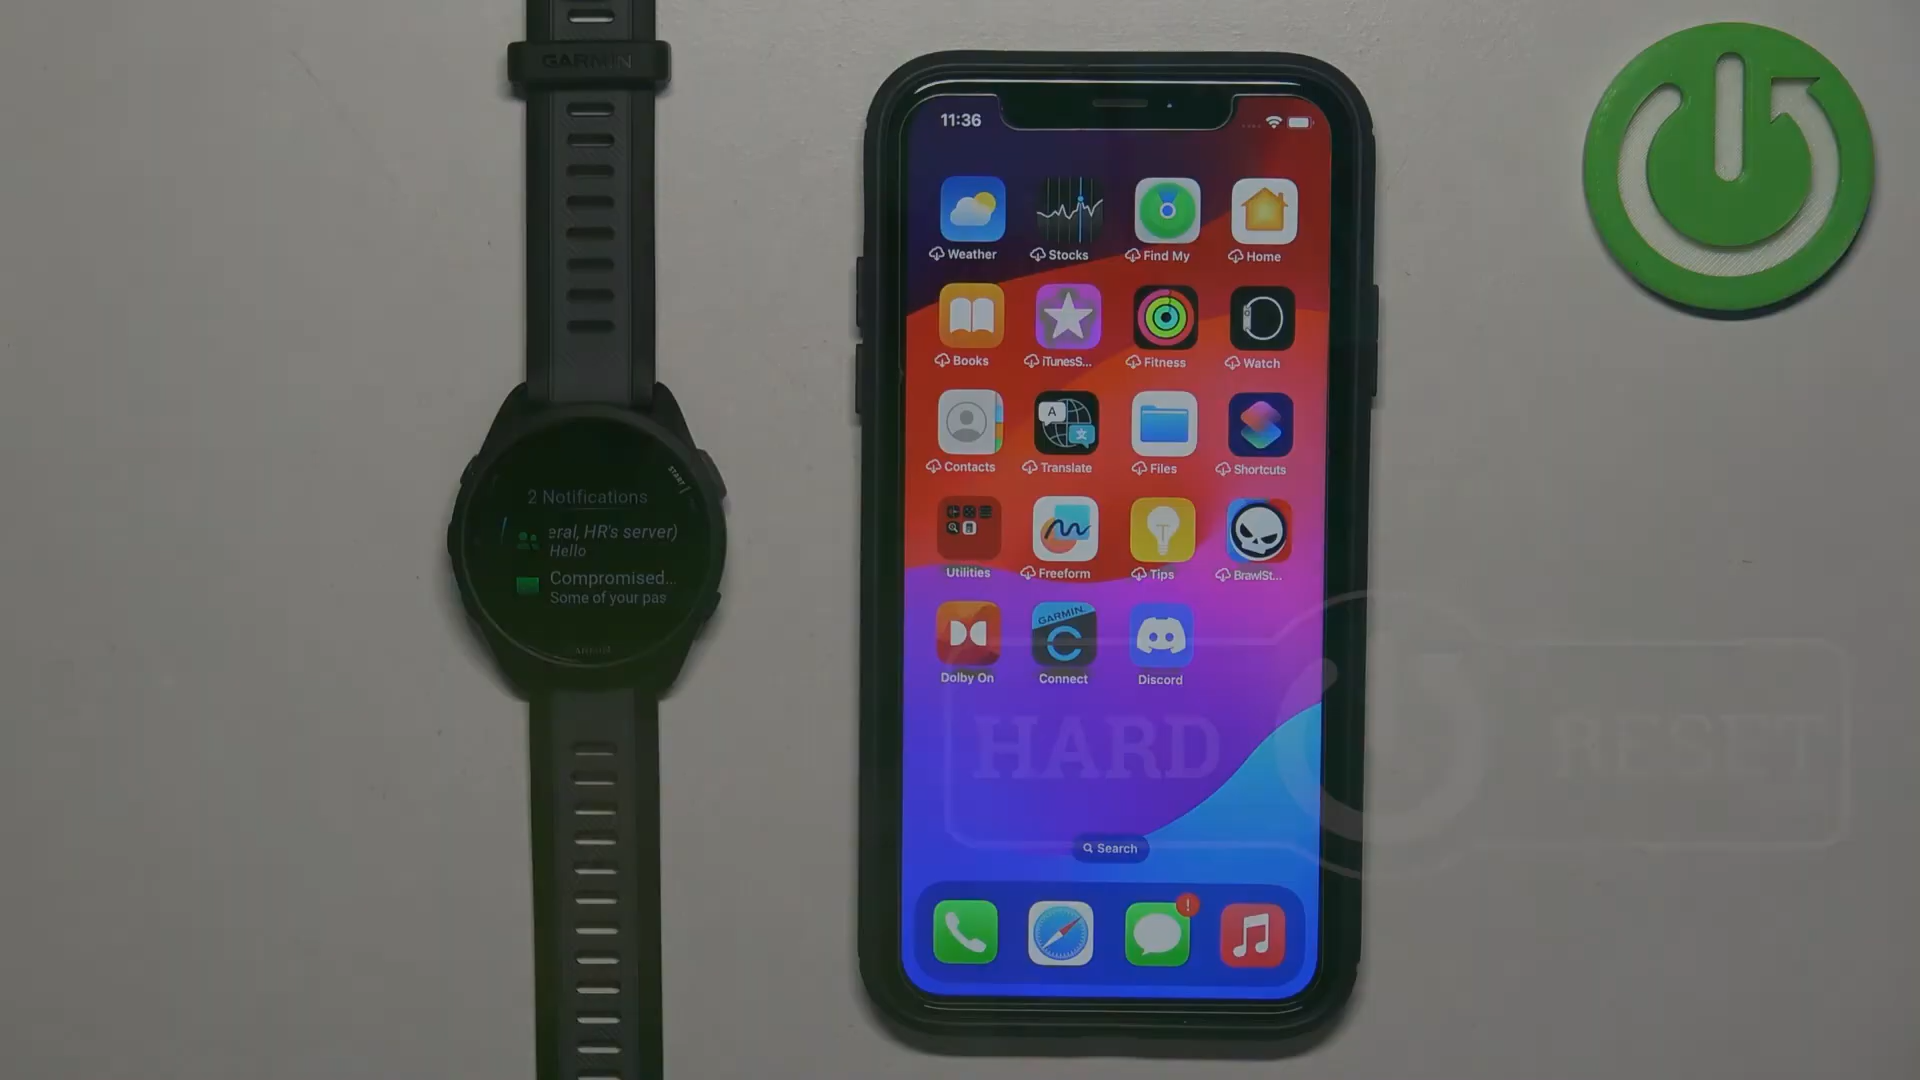 GARMIN
START
2 Notifications
eral, HR's server)
Hello
Compromised...
Some of your pas
GARMIN
11:36
Weather
Stocks
Find My
Home
Books
iTunesS...
Fitness
Watch
A
Contacts
Translate
Files
Shortcuts
Utilities
Freeform
Tips
BrawlSt...
GARMIN.
Dolby On
Connect
Discord
HARD RESET
Search
!